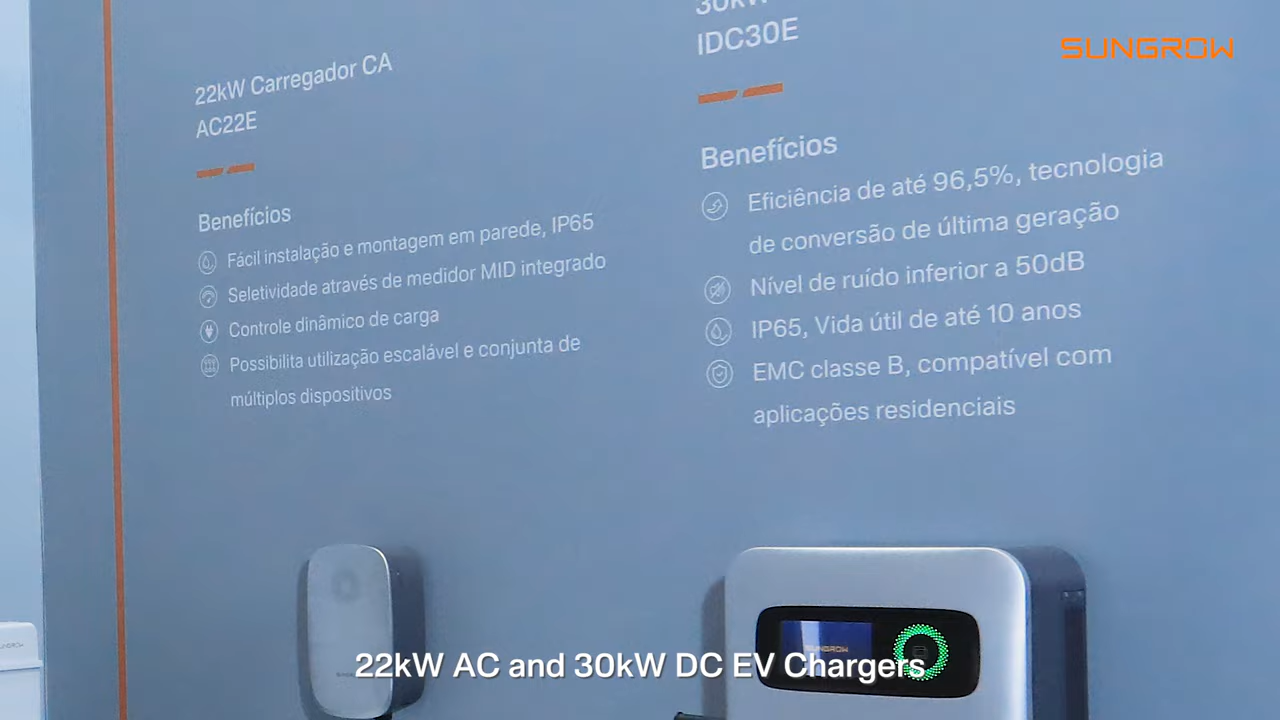 SUNGROW
22kW Carregador CA
AC22E
Benefícios
Fácil instalação e montagem em parede, IP65
Seletividade através de medidor MID integrado
Controle dinâmico de carga
Possibilita utilização escalável e conjunta de
múltiplos dispositivos
30kW
IDC30E
Benefícios
Eficiência de até 96,5%, tecnologia
de conversão de última geração
Nível de ruído inferior a 50dB
IP65, Vida útil de até 10 anos
EMC classe B, compatível com
aplicações residenciais
SUNGROW
22kW AC and 30kW DC EV Chargers